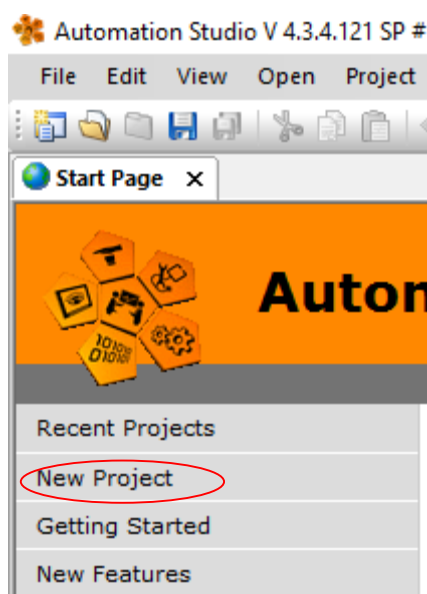 Automation Studio V 4.3.4.121 SP #
File Edit View Open Project
Start Page
Autom
Recent Projects
New Project
Getting Started
New Features